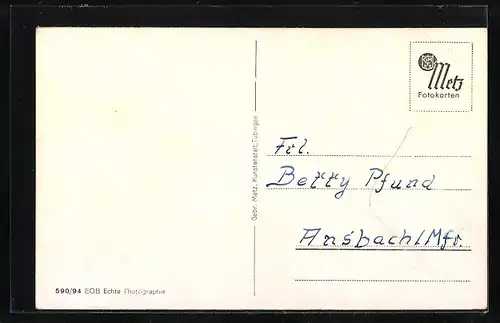 Metz
Fotokarten
Gebr. Metz, Kunstanstalt, Tübingen
Frl.
Betty Pfund
Ansbach/Mfr.
590/94 EOB Echte Photographie